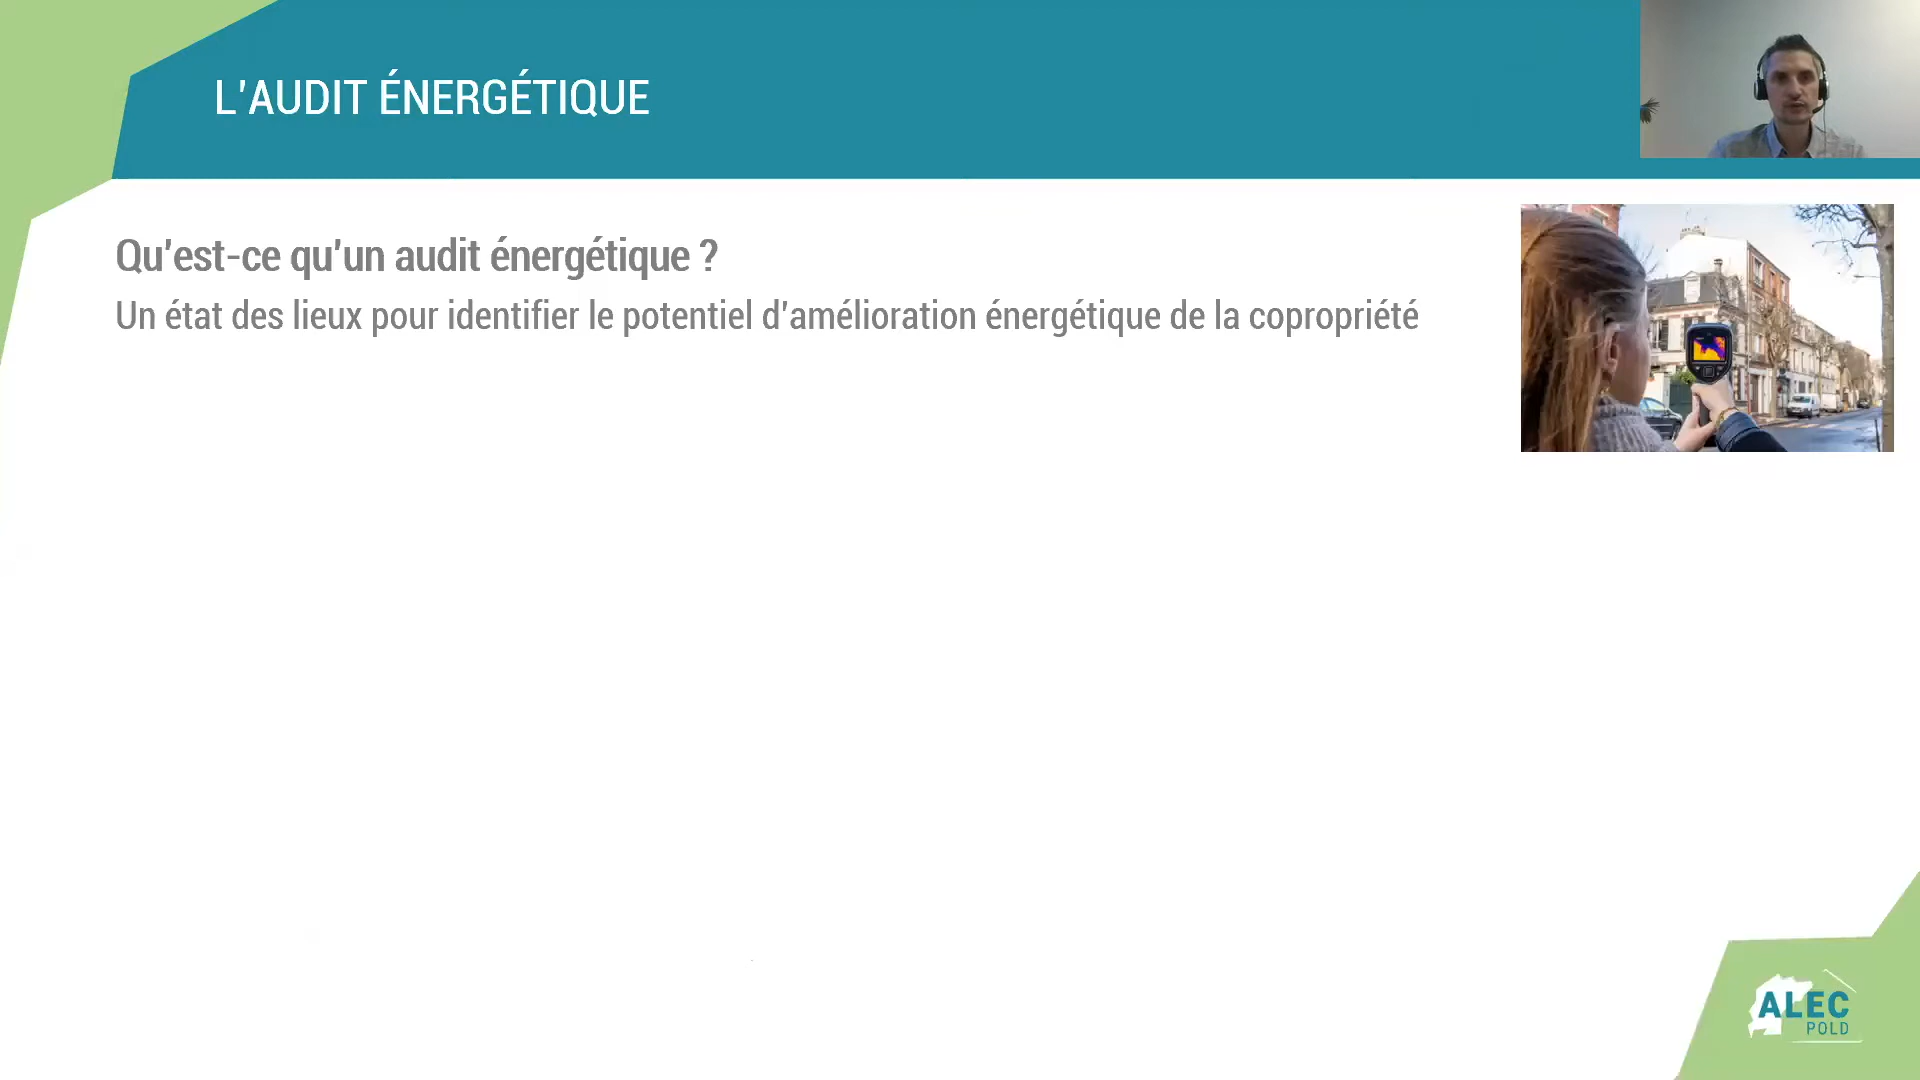 L'AUDIT ÉNERGÉTIQUE
Qu'est-ce qu'un audit énergétique ?
Un état des lieux pour identifier le potentiel d'amélioration énergétique de la copropriété
ALEC
POLD